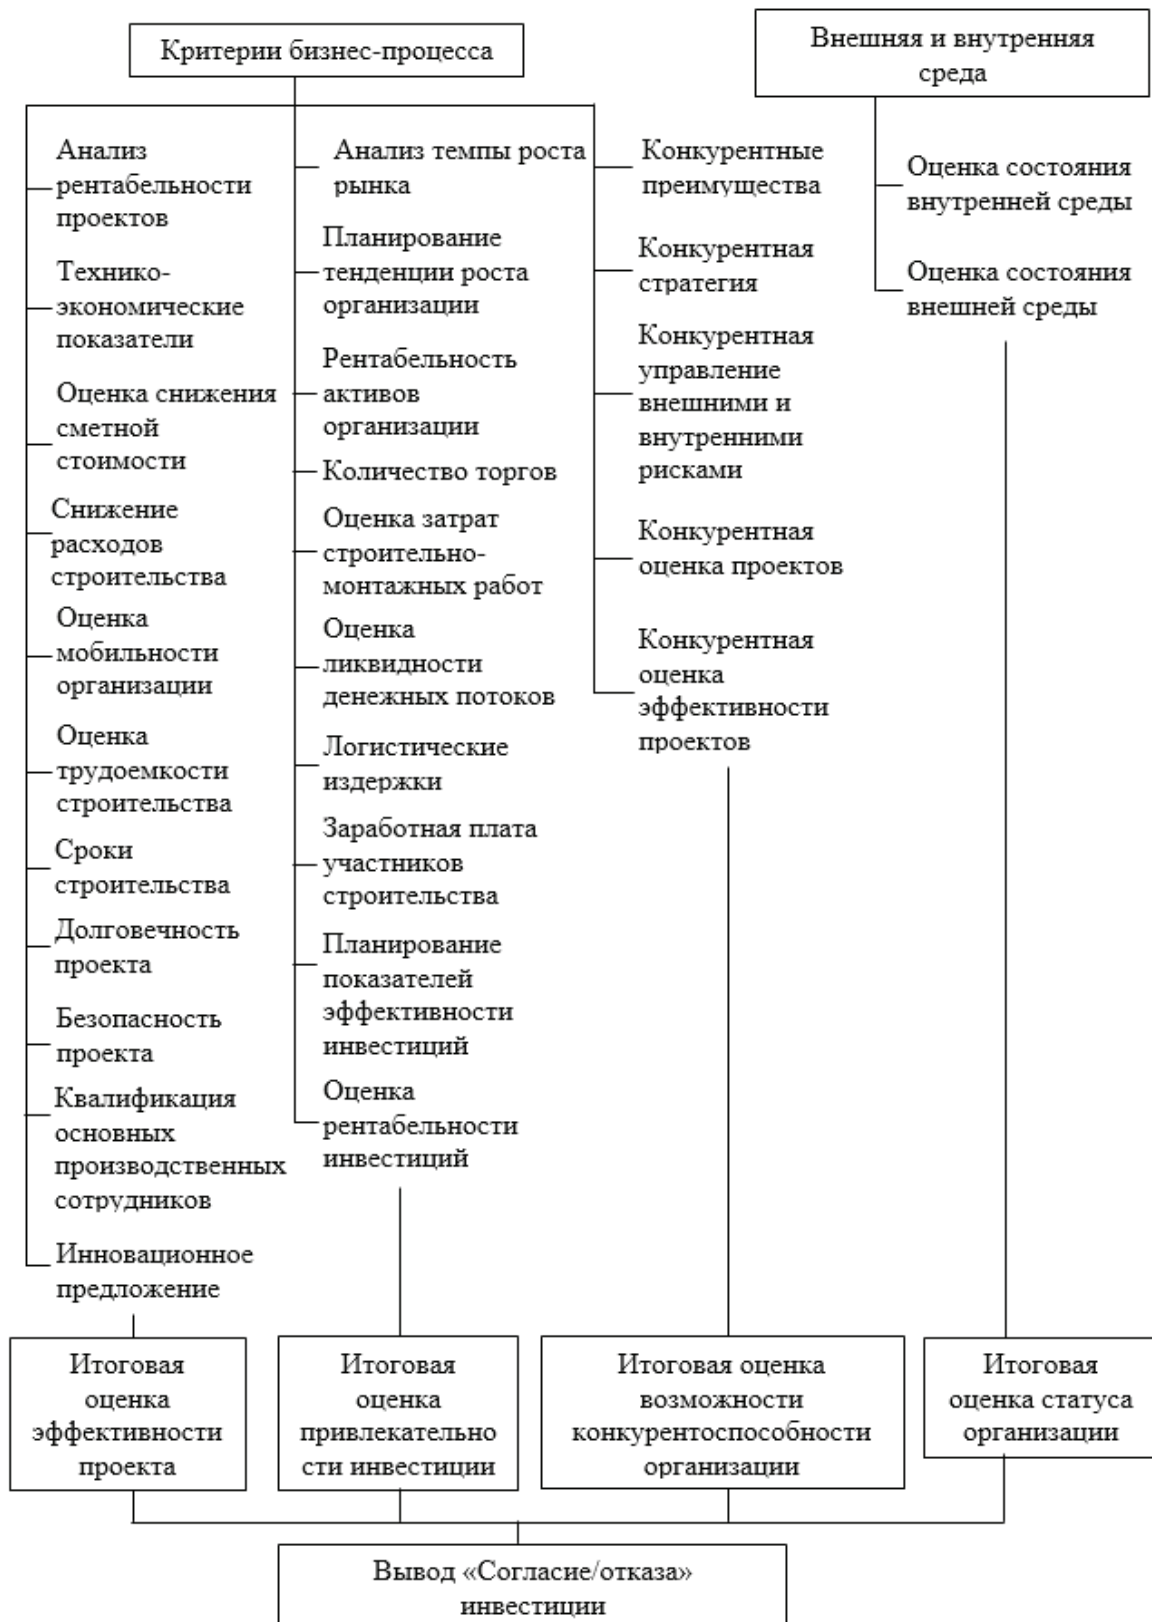 Критерии бизнес-процесса
Внешняя и внутренняя
среда
Анализ
рентабельности
проектов
Технико-
экономические
показатели
Оценка снижения
сметной
стоимости
Снижение
расходов
строительства
Оценка
мобильности
организации
Оценка
трудоемкости
строительства
Сроки
строительства
Долговечность
проекта
Безопасность
проекта
Квалификация
основных
производственных
сотрудников
Инновационное
предложение
Анализ темпы роста
рынка
Планирование
тенденции роста
организации
Рентабельность
активов
организации
Количество торгов
Оценка затрат
строительно-
монтажных работ
Оценка
ликвидности
денежных потоков
Логистические
издержки
Заработная плата
участников
строительства
Планирование
показателей
эффективности
инвестиций
Оценка
рентабельности
инвестиций
Конкурентные
преимущества
Конкурентная
стратегия
Конкурентная
управление
внешними и
внутренними
рисками
Конкурентная
оценка проектов
Конкурентная
оценка
эффективности
проектов
Оценка состояния
внутренней среды
Оценка состояния
внешней среды
Итоговая
оценка
эффективности
проекта
Итоговая
оценка
привлекательно
сти инвестиции
Итоговая оценка
возможности
конкурентоспособности
организации
Итоговая
оценка статуса
организации
Вывод «Согласие/отказа»
инвестиции